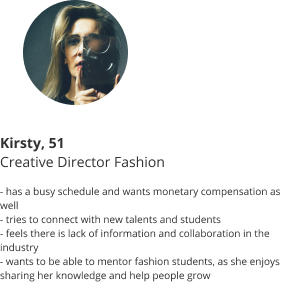 Kirsty, 51
Creative Director Fashion
- has a busy schedule and wants monetary compensation as
well
- tries to connect with new talents and students
- feels there is lack of information and collaboration in the
industry
- wants to be able to mentor fashion students, as she enjoys
sharing her knowledge and help people grow